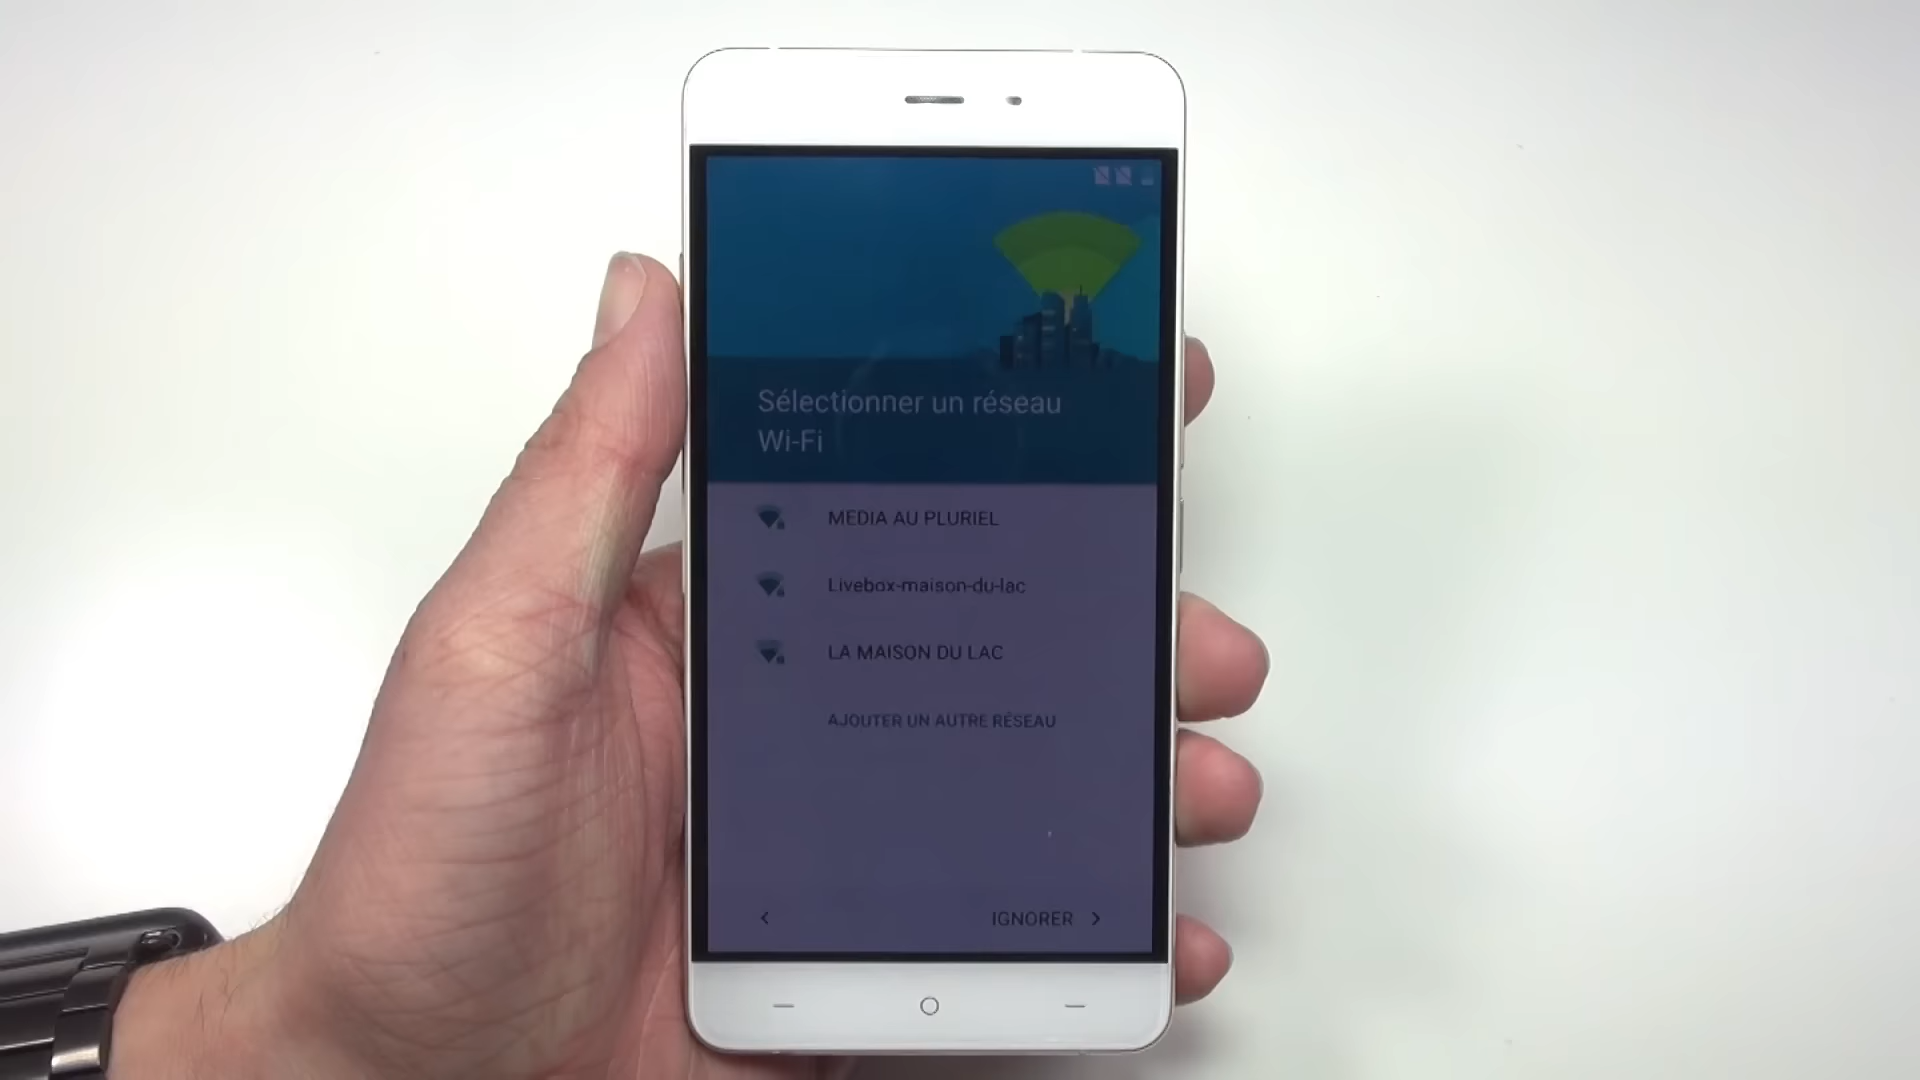 Sélectionner un réseau
Wi-Fi
MEDIA AU PLURIEL
Livebox-maison-du-lac
LA MAISON DU LAC
AJOUTER UN AUTRE RÉSEAU
IGNORER